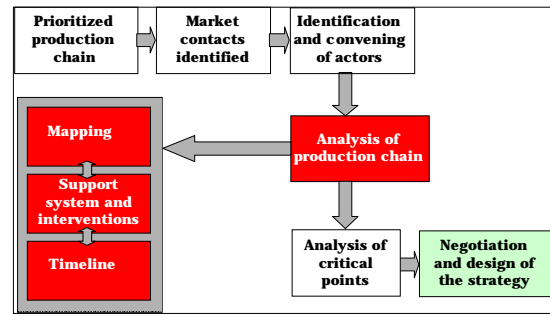 Prioritized
production
chain
Market
contacts
identified
Identification
and convening
of actors
Mapping
Support
system and
interventions
Timeline
Analysis of
production chain
Analysis of
critical
points
Negotiation
and design of
the strategy